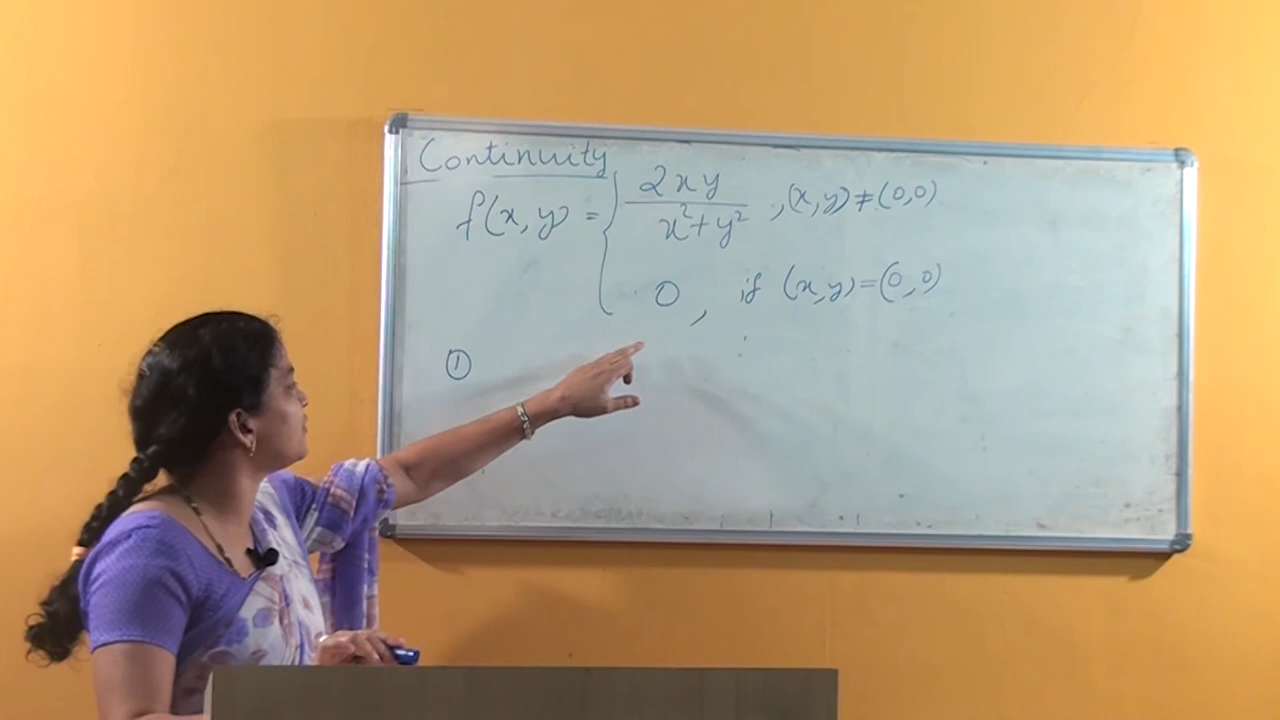 Continuity
f(x, y) = { 2xy / x²+y² , (x, y) ≠ (0,0)
0 , if (x, y) = (0, 0)
①